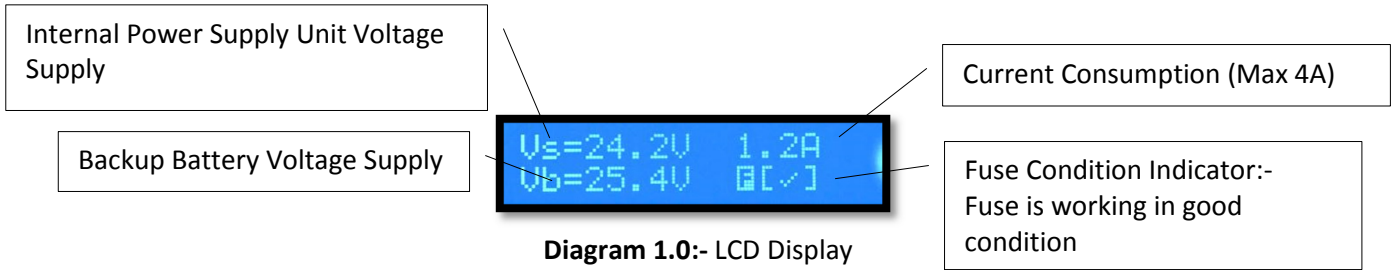 Internal Power Supply Unit Voltage
Supply
Current Consumption (Max 4A)
Backup Battery Voltage Supply
Vs=24.2V 1.2A
Vb=25.4V F[✓]
Fuse Condition Indicator:-
Fuse is working in good
condition
Diagram 1.0:- LCD Display